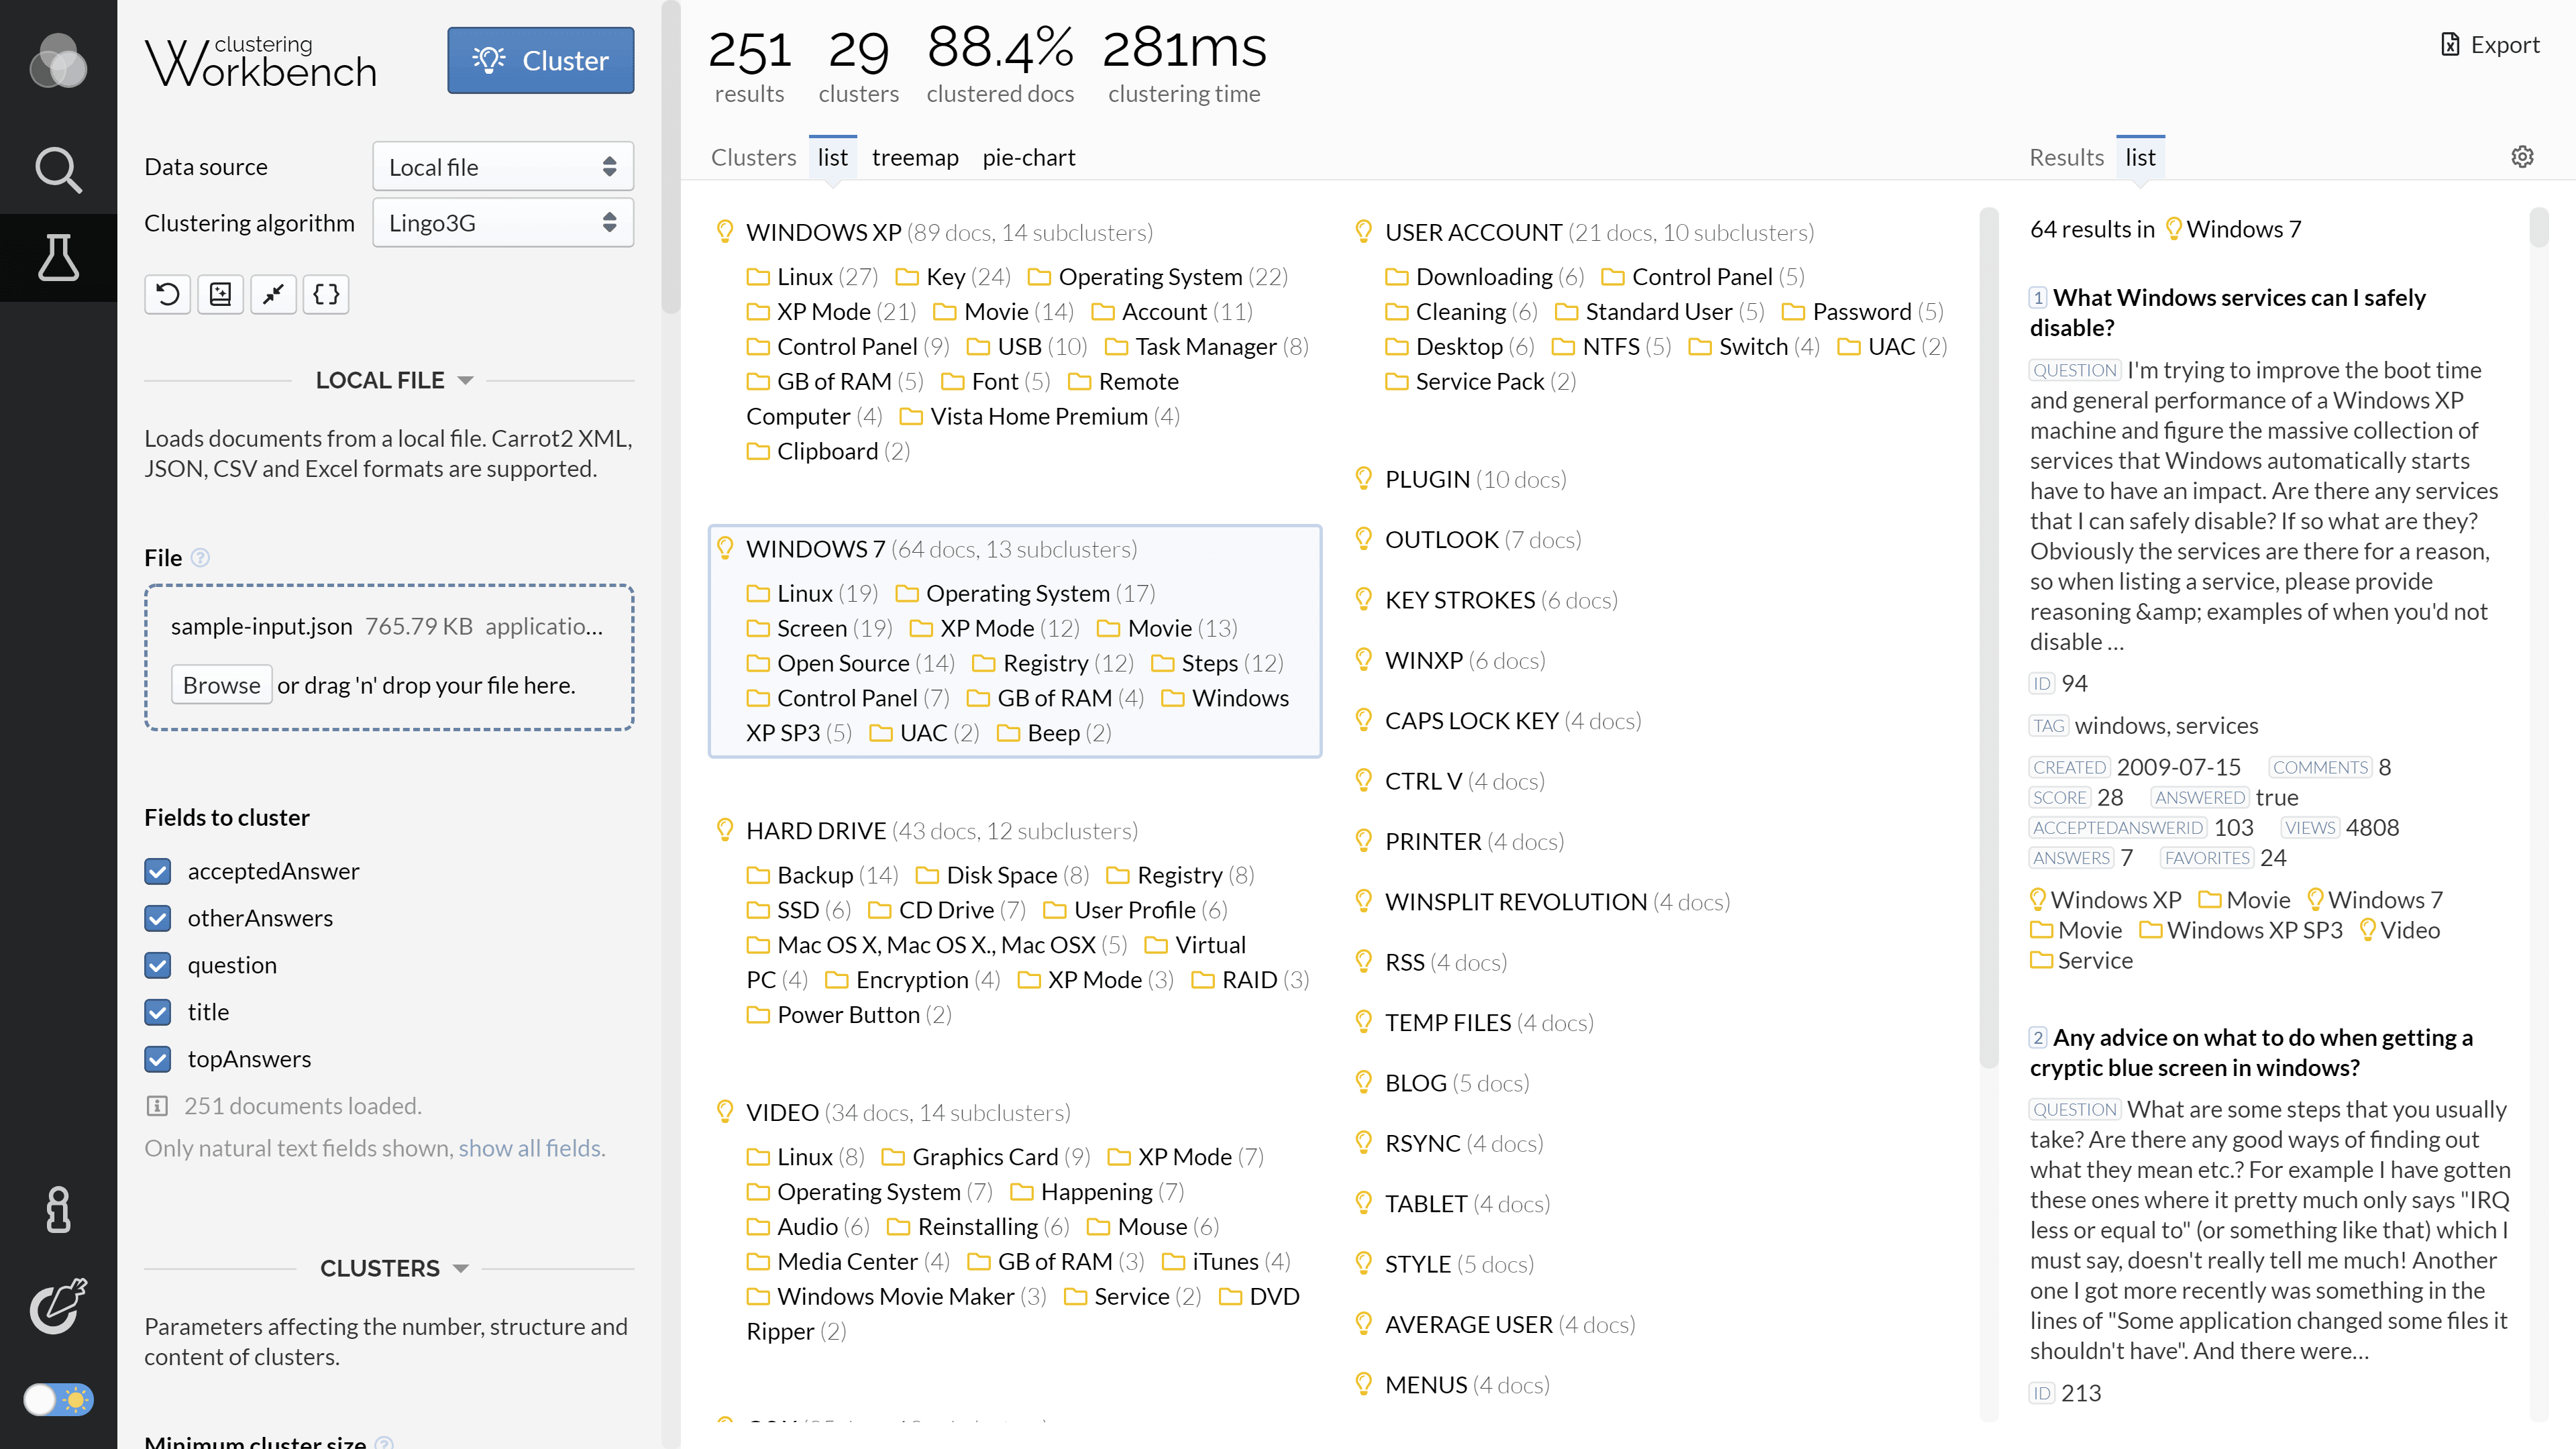 clustering
Workbench
Cluster
Data source
Local file
Clustering algorithm
Lingo3G
LOCAL FILE
Loads documents from a local file. Carrot2 XML,
JSON, CSV and Excel formats are supported.
File
sample-input.json 765.79 KB applicatio...
Browse or drag 'n' drop your file here.
Fields to cluster
acceptedAnswer
otherAnswers
question
title
topAnswers
251 documents loaded.
Only natural text fields shown, show all fields.
CLUSTERS
Parameters affecting the number, structure and
content of clusters.
Minimum cluster size
251 29 88.4% 281ms
results clusters clustered docs clustering time
Export
Clusters list treemap pie-chart
WINDOWS XP (89 docs, 14 subclusters)
Linux (27) Key (24) Operating System (22)
XP Mode (21) Movie (14) Account (11)
Control Panel (9) USB (10) Task Manager (8)
GB of RAM (5) Font (5) Remote
Computer (4) Vista Home Premium (4)
Clipboard (2)
WINDOWS 7 (64 docs, 13 subclusters)
Linux (19) Operating System (17)
Screen (19) XP Mode (12) Movie (13)
Open Source (14) Registry (12) Steps (12)
Control Panel (7) GB of RAM (4) Windows
XP SP3 (5) UAC (2) Beep (2)
HARD DRIVE (43 docs, 12 subclusters)
Backup (14) Disk Space (8) Registry (8)
SSD (6) CD Drive (7) User Profile (6)
Mac OS X, Mac OS X., Mac OSX (5) Virtual
PC (4) Encryption (4) XP Mode (3) RAID (3)
Power Button (2)
VIDEO (34 docs, 14 subclusters)
Linux (8) Graphics Card (9) XP Mode (7)
Operating System (7) Happening (7)
Audio (6) Reinstalling (6) Mouse (6)
Media Center (4) GB of RAM (3) iTunes (4)
Windows Movie Maker (3) Service (2) DVD
Ripper (2)
USER ACCOUNT (21 docs, 10 subclusters)
Downloading (6) Control Panel (5)
Cleaning (6) Standard User (5) Password (5)
Desktop (6) NTFS (5) Switch (4) UAC (2)
Service Pack (2)
PLUGIN (10 docs)
OUTLOOK (7 docs)
KEY STROKES (6 docs)
WINXP (6 docs)
CAPS LOCK KEY (4 docs)
CTRL V (4 docs)
PRINTER (4 docs)
WINSPLIT REVOLUTION (4 docs)
RSS (4 docs)
TEMP FILES (4 docs)
BLOG (5 docs)
RSYNC (4 docs)
TABLET (4 docs)
STYLE (5 docs)
AVERAGE USER (4 docs)
MENUS (4 docs)
Results list
64 results in Windows 7
1 What Windows services can I safely
disable?
QUESTION I'm trying to improve the boot time
and general performance of a Windows XP
machine and figure the massive collection of
services that Windows automatically starts
have to have an impact. Are there any services
that I can safely disable? If so what are they?
Obviously the services are there for a reason,
so when listing a service, please provide
reasoning &amp; examples of when you'd not
disable ...
ID 94
TAG windows, services
CREATED 2009-07-15 COMMENTS 8
SCORE 28 ANSWERED true
ACCEPTEDANSWERID 103 VIEWS 4808
ANSWERS 7 FAVORITES 24
Windows XP Movie Windows 7
Movie Windows XP SP3 Video
Service
2 Any advice on what to do when getting a
cryptic blue screen in windows?
QUESTION What are some steps that you usually
take? Are there any good ways of finding out
what they mean etc.? For example I have gotten
these ones where it pretty much only says "IRQ
less or equal to" (or something like that) which I
must say, doesn't really tell me much! Another
one I got more recently was something in the
lines of "Some application changed some files it
shouldn't have". And there were...
ID 213